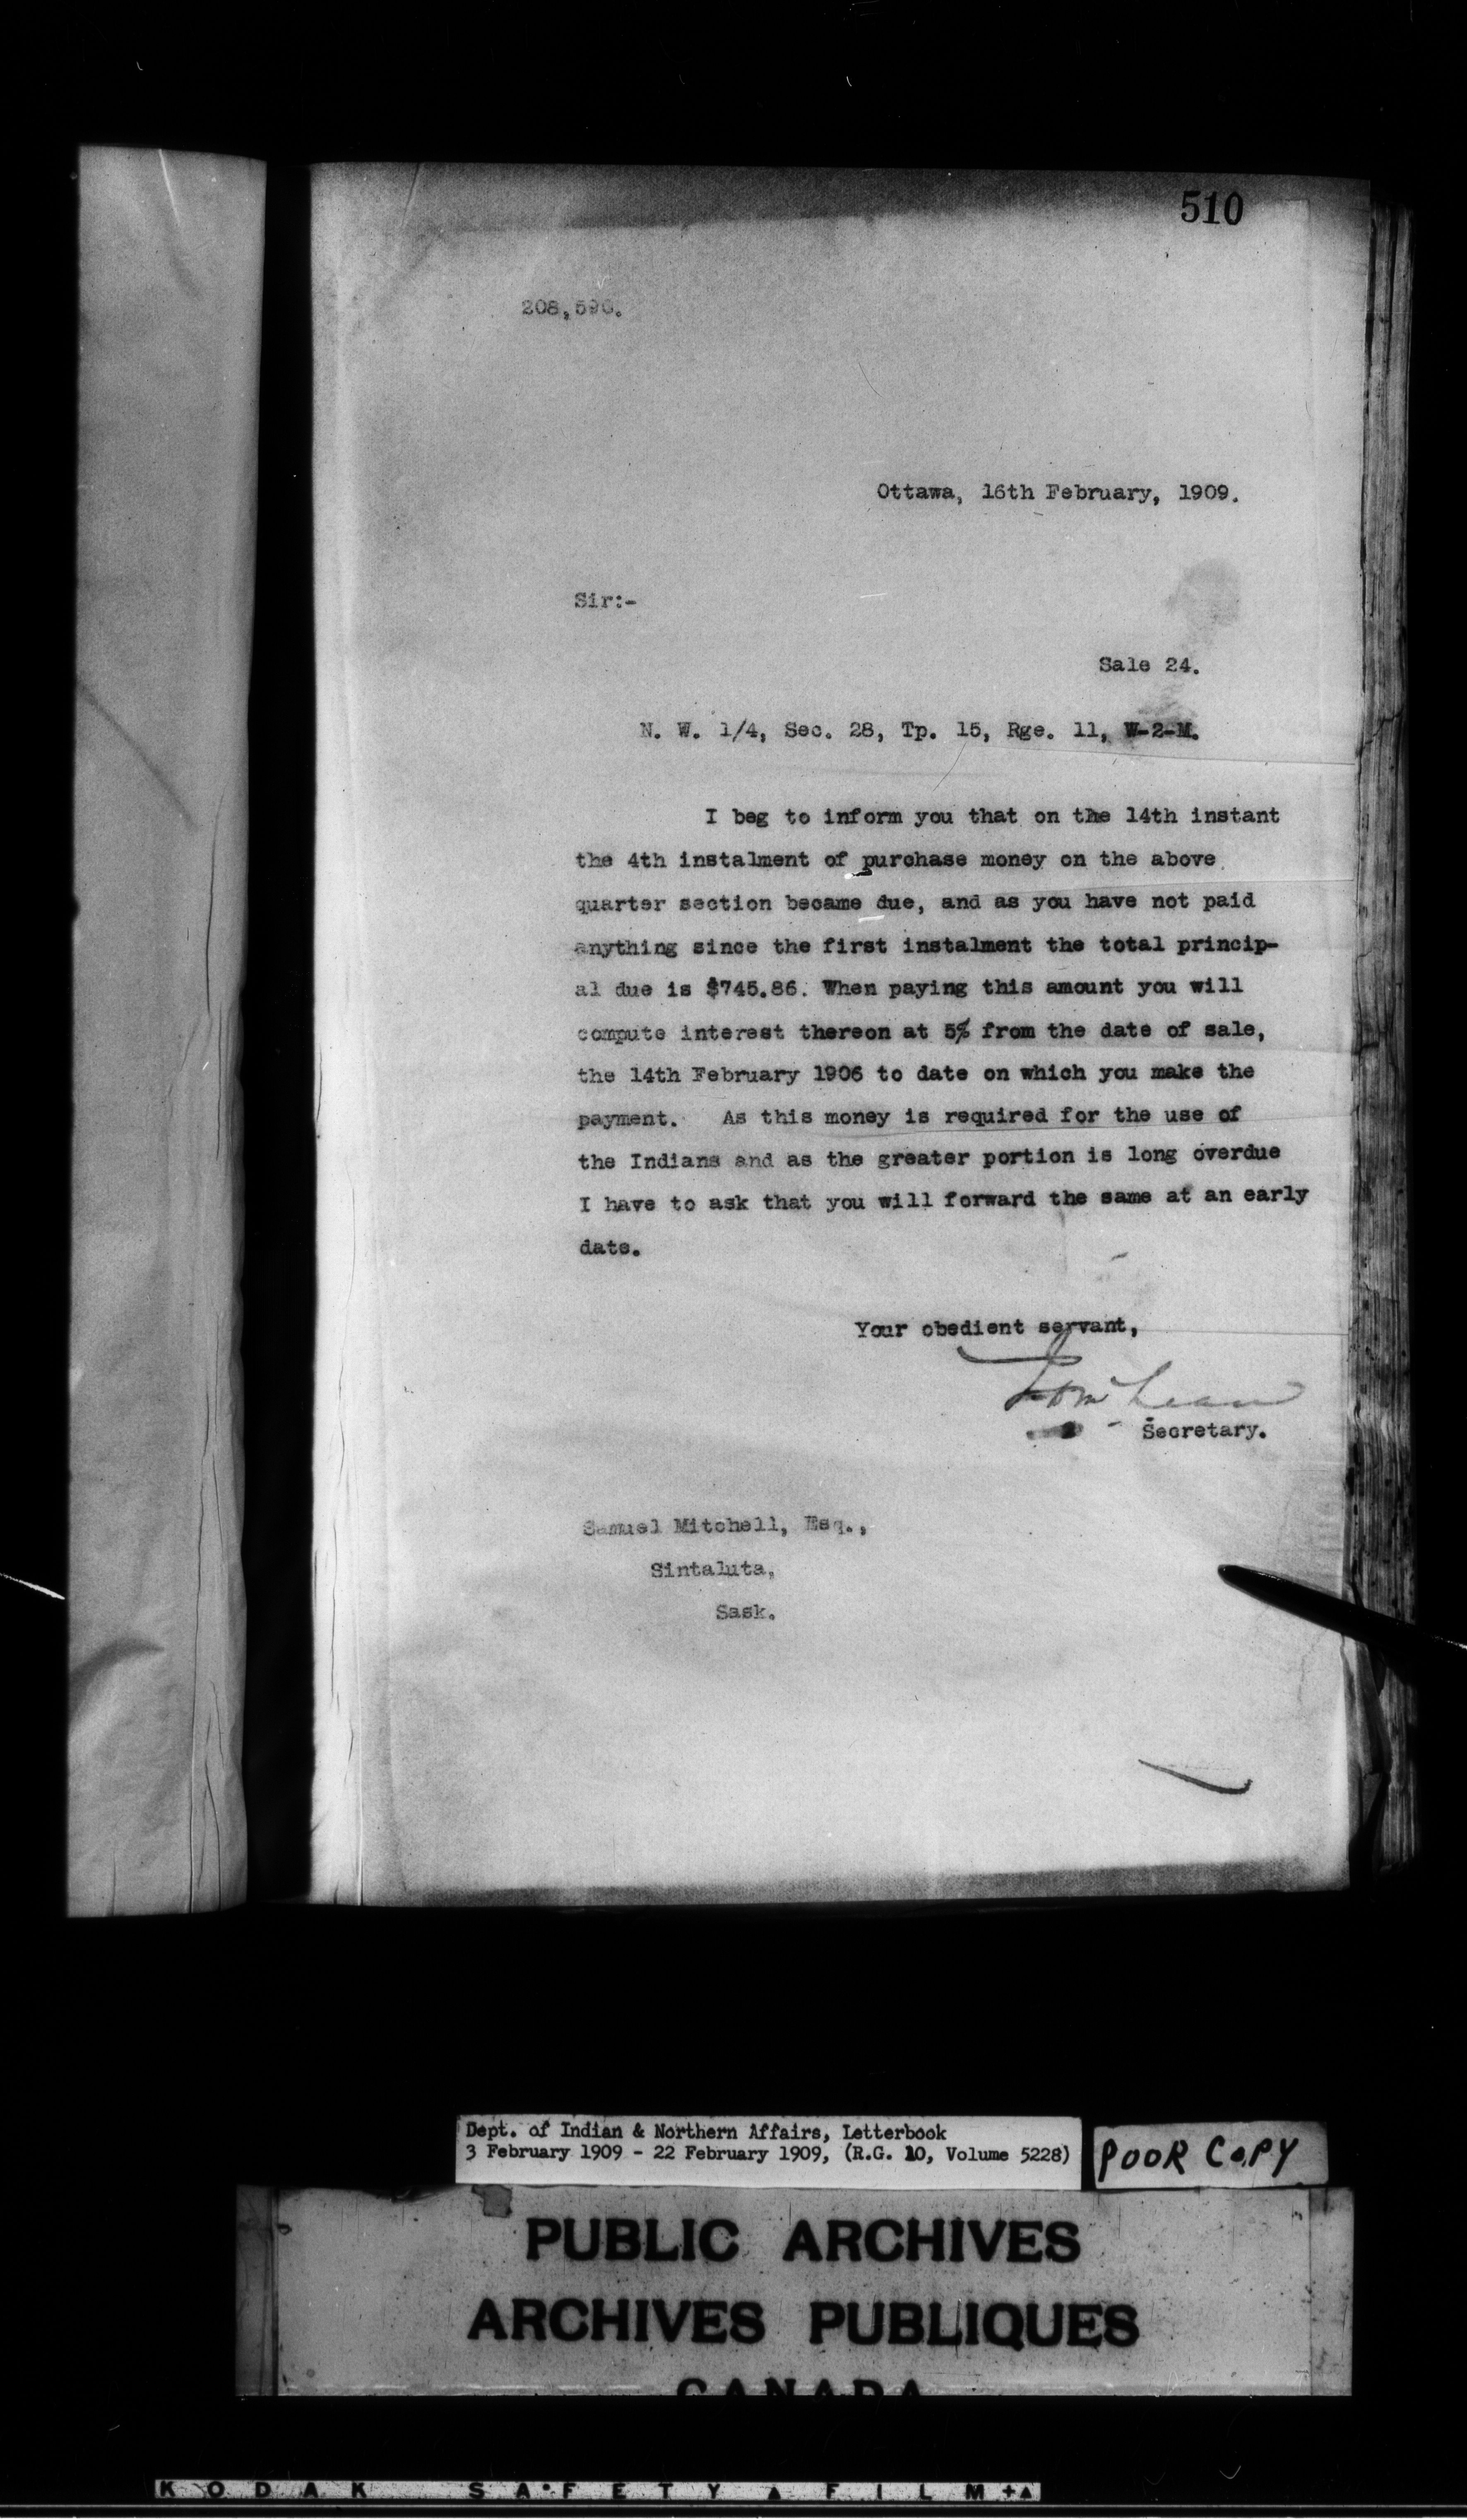 510
208,590.
Ottawa, 16th February, 1909.
Sir:-
Sale 24.
N. W. 1/4, Sec. 28, Tp. 15, Rge. 11, W-2-M.
I beg to inform you that on the 14th instant
the 4th instalment of purchase money on the above
quarter section became due, and as you have not paid
anything since the first instalment the total princip-
al due is $745.86. When paying this amount you will
compute interest thereon at 5% from the date of sale,
the 14th February 1906 to date on which you make the
payment. As this money is required for the use of
the Indians and as the greater portion is long overdue
I have to ask that you will forward the same at an early
date.
Your obedient servant,
Secretary.
Samuel Mitchell, Esq.,
Sintaluta,
Sask.
Dept. of Indian & Northern Affairs, Letterbook
3 February 1909 - 22 February 1909, (R.G. 10, Volume 5228)
POOR COPY
PUBLIC ARCHIVES
ARCHIVES PUBLIQUES
CANADA
KODAK SAFETY FILM